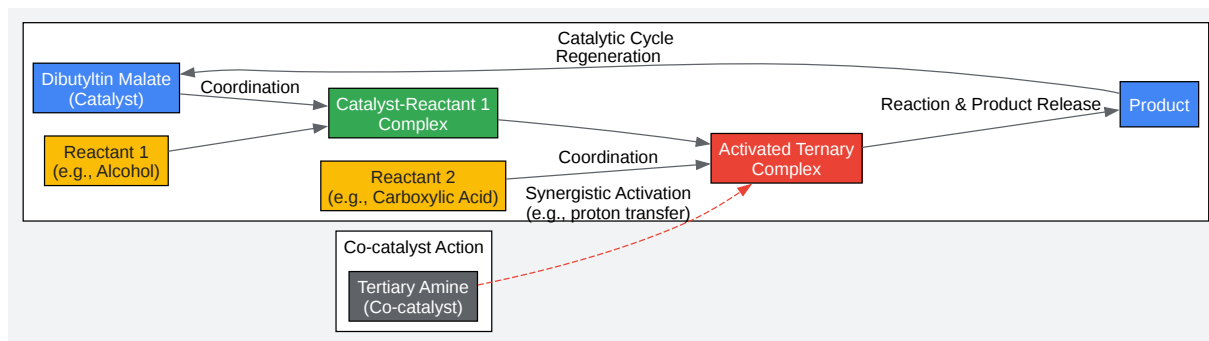 Catalytic Cycle
Regeneration
Dibutyltin Malate
(Catalyst)
Coordination
Catalyst-Reactant 1
Complex
Reaction & Product Release
Product
Reactant 1
(e.g., Alcohol)
Reactant 2
(e.g., Carboxylic Acid)
Coordination
Activated Ternary
Complex
Synergistic Activation
(e.g., proton transfer)
Co-catalyst Action
Tertiary Amine
(Co-catalyst)